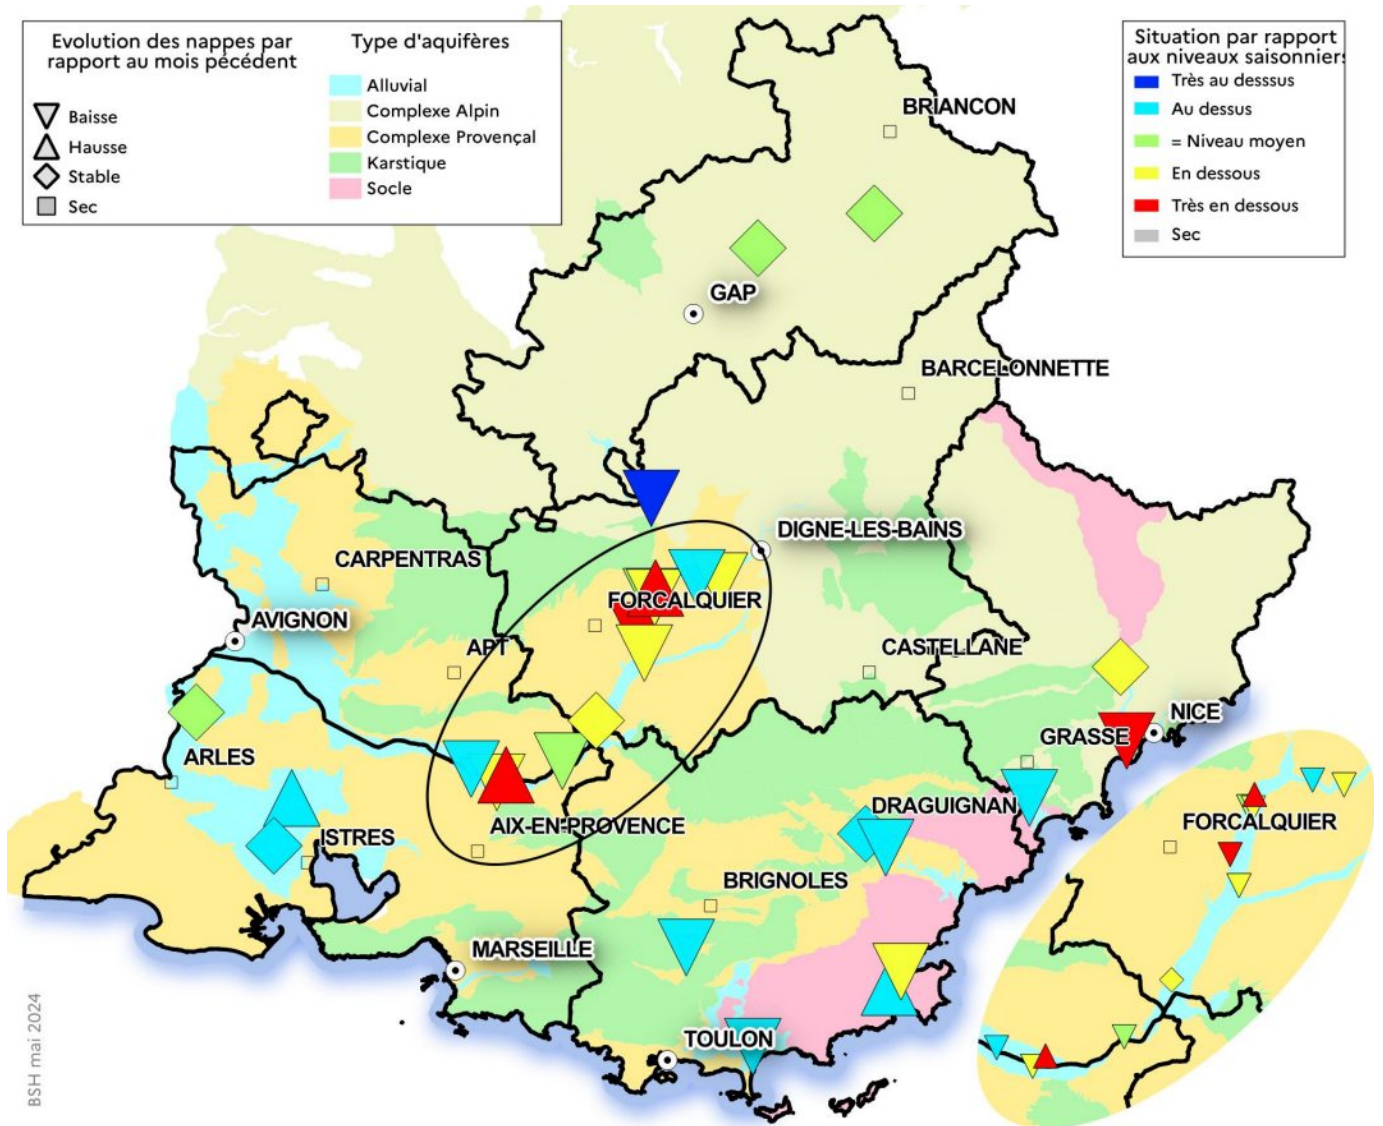 Evolution des nappes par
rapport au mois pécédent
Baisse
Hausse
Stable
Sec
Type d'aquifères
Alluvial
Complexe Alpin
Complexe Provençal
Karstique
Socle
Situation par rapport
aux niveaux saisonniers
Très au desssus
Au dessus
= Niveau moyen
En dessous
Très en dessous
Sec
BRIANCON
GAP
BARCELONNETTE
DIGNE-LES-BAINS
CARPENTRAS
FORCALQUIER
AVIGNON
APT
CASTELLANE
NICE
GRASSE
ARLES
DRAGUIGNAN
FORCALQUIER
AIX-EN-PROVENCE
ISTRES
BRIGNOLES
MARSEILLE
TOULON
BSH mai 2024